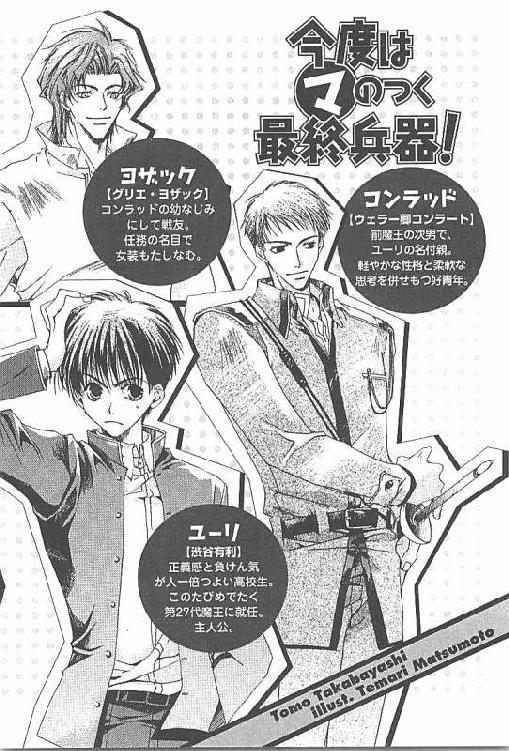 今度は
マのつく
最終兵器!
ヨザック
【グリエ・ヨザック】
コンラッドの幼なじみ
にして戦友。
任務の名目で
女装もたしなむ。
コンラッド
【ウェラー卿コンラート】
前魔王の次男で、
ユーリの名付親。
軽やかな性格と柔軟な
思考を併せもつ好青年。
ユーリ
【渋谷有利】
正義感と負けん気
が人一倍つよい高校生。
このたびめでたく
第27代魔王に就任。
主人公。
Tomo Takabayashi
illust. Temari Matsumoto